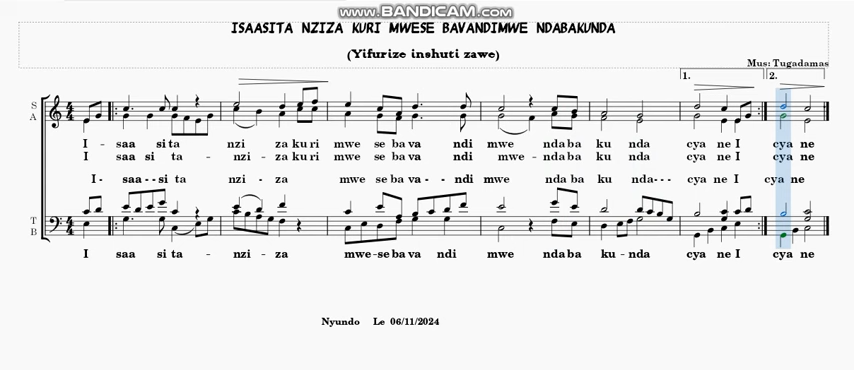 www.BANDICAM.com
ISAASITA NZIZA KURI MWESE BAVANDIMWE NDABAKUNDA
(Yifurize inshuti zawe)
Mus: Tugadamas
1. 2.
S
A
I - saa si ta nzi za ku ri mwe se ba va ndi mwe nda ba ku nda cya ne I cya ne
I saa si ta - nzi - za ku ri mwe se ba va ndi mwe - nda ba ku nda cya ne I cya ne
I - saa - - si ta nzi - za mwe se ba va - - ndi mwe nda ba ku nda - - - cya ne I cya ne
T
B
I saa si ta - nzi - za mwe - se ba va ndi mwe nda ba ku - nda cya ne I cya ne
Nyundo Le 06/11/2024